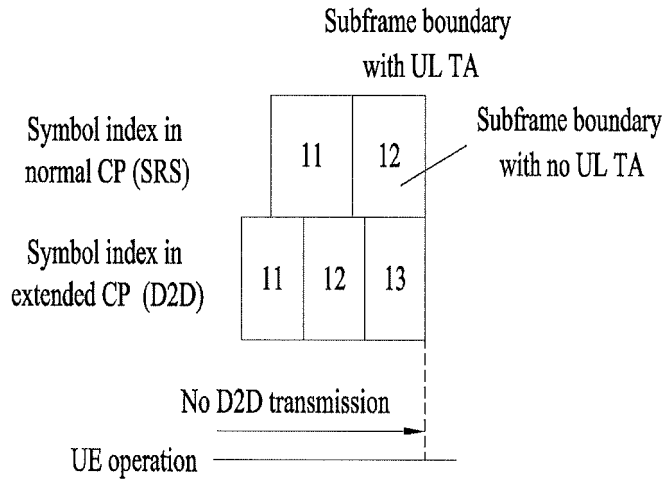 Subframe boundary
with UL TA
Symbol index in
normal CP (SRS)
11 12
Subframe boundary
with no UL TA
Symbol index in
extended CP (D2D)
11 12 13
No D2D transmission
UE operation